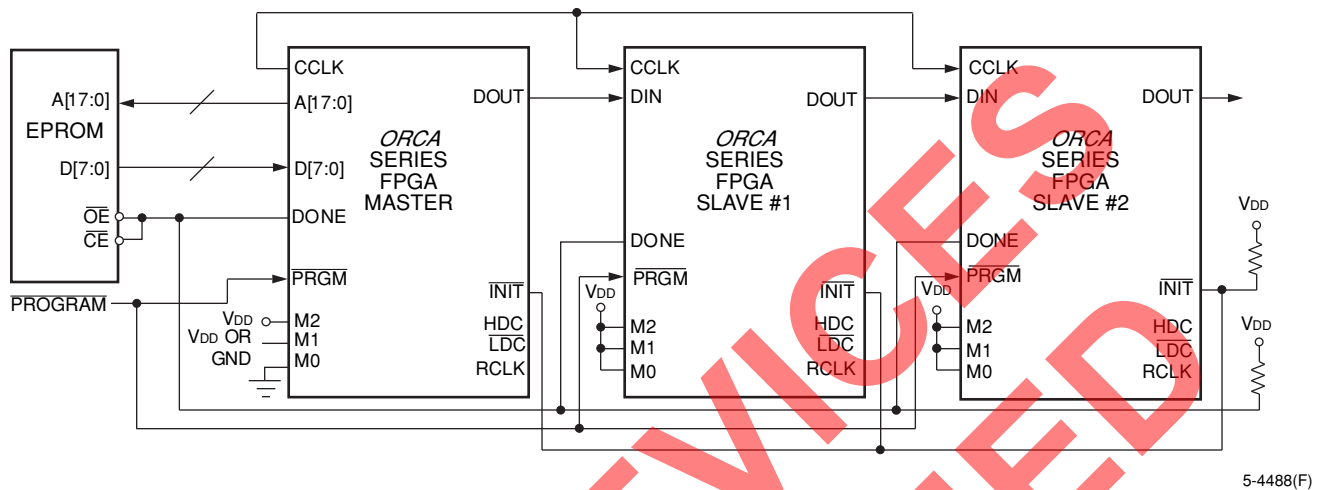 CCLK
A[17:0]
EPROM
D[7:0]
OE
CE
PROGRAM
A[17:0]
DOUT
ORCA
SERIES
FPGA
MASTER
D[7:0]
DONE
PRGM
INIT
VDD
M2
HDC
VDD OR
M1
LDC
GND
M0
RCLK
CCLK
DIN
DOUT
ORCA
SERIES
FPGA
SLAVE #1
DONE
PRGM
VDD
INIT
M2
HDC
M1
LDC
M0
RCLK
CCLK
DIN
DOUT
ORCA
SERIES
FPGA
SLAVE #2
DONE
PRGM
VDD
INIT
M2
HDC
M1
LDC
M0
RCLK
VDD
VDD
5-4488(F)